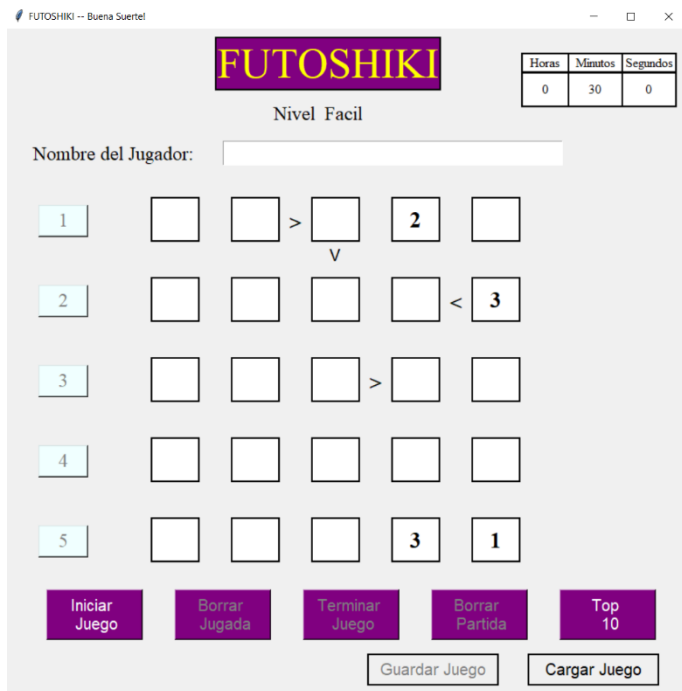 FUTOSHIKI -- Buena Suerte!
FUTOSHIKI
Horas Minutos Segundos
0 30 0
Nivel Facil
Nombre del Jugador:
1 > 2
V
2 < 3
3 >
4
5 3 1
Iniciar Juego Borrar Jugada Terminar Juego Borrar Partida Top 10
Guardar Juego Cargar Juego